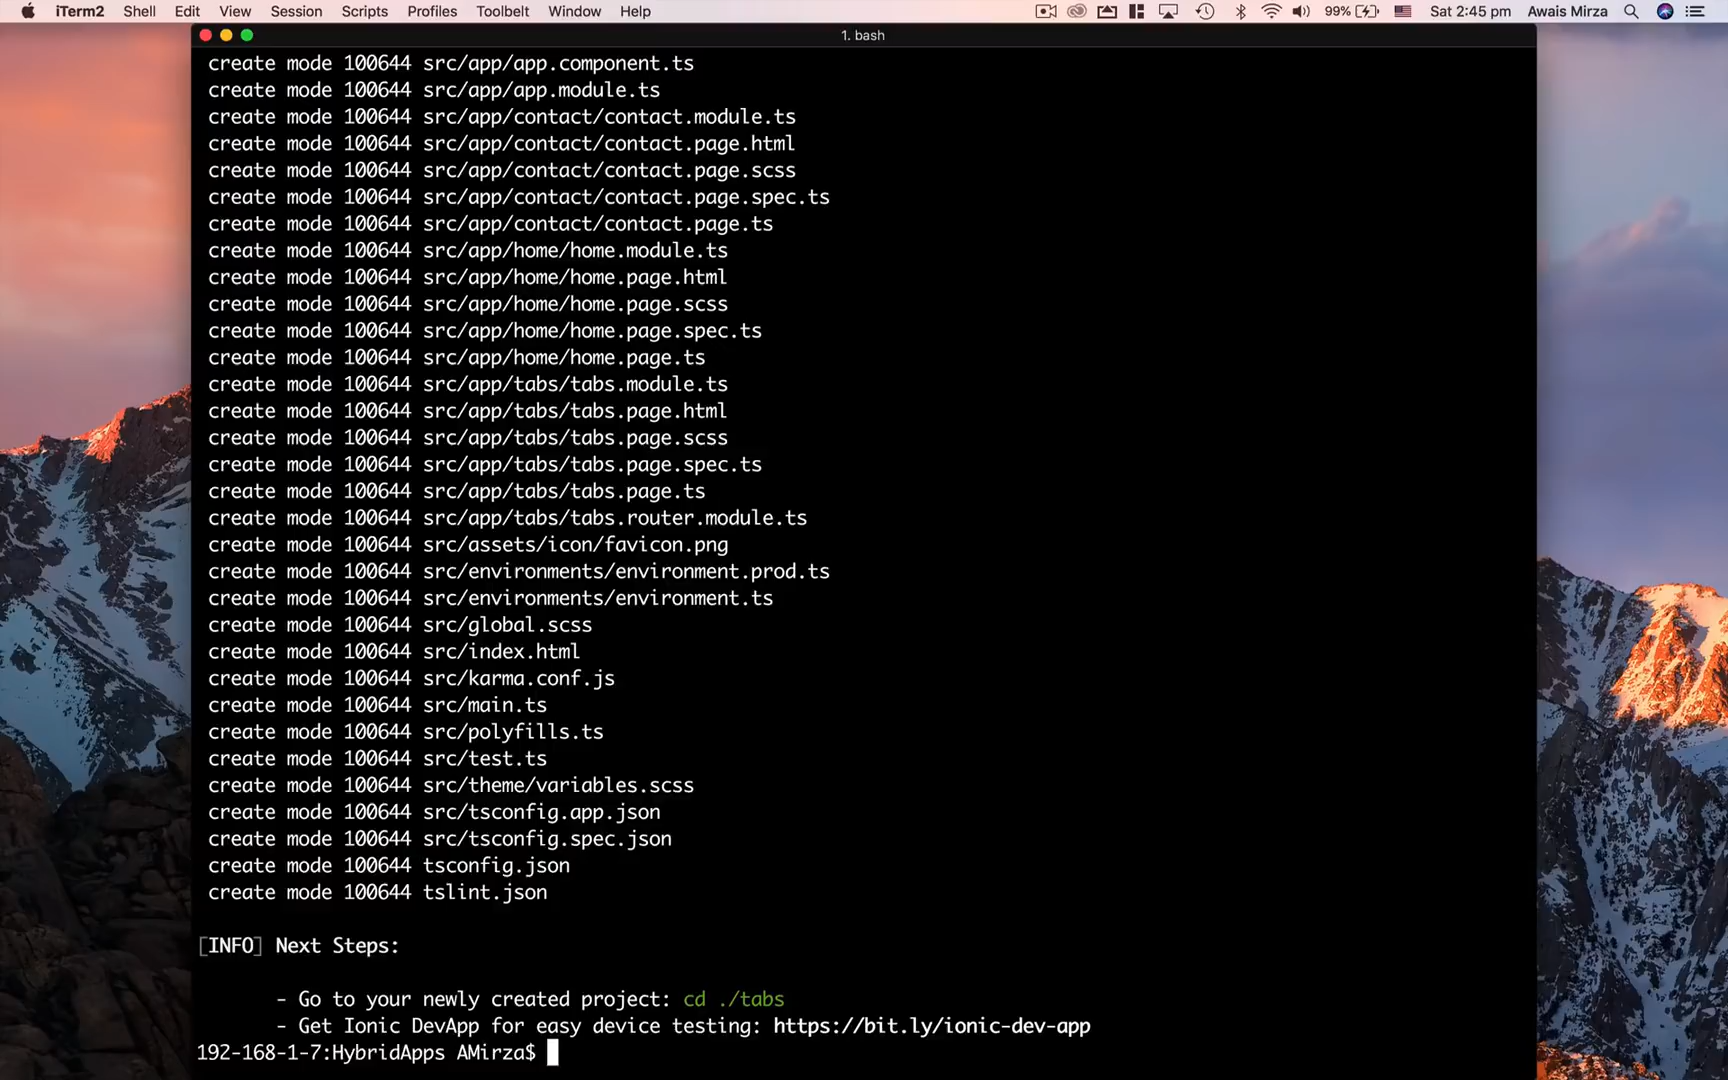 iTerm2 Shell Edit View Session Scripts Profiles Toolbelt Window Help 99% Sat 2:45 pm Awais Mirza
1. bash
create mode 100644 src/app/app.component.ts
create mode 100644 src/app/app.module.ts
create mode 100644 src/app/contact/contact.module.ts
create mode 100644 src/app/contact/contact.page.html
create mode 100644 src/app/contact/contact.page.scss
create mode 100644 src/app/contact/contact.page.spec.ts
create mode 100644 src/app/contact/contact.page.ts
create mode 100644 src/app/home/home.module.ts
create mode 100644 src/app/home/home.page.html
create mode 100644 src/app/home/home.page.scss
create mode 100644 src/app/home/home.page.spec.ts
create mode 100644 src/app/home/home.page.ts
create mode 100644 src/app/tabs/tabs.module.ts
create mode 100644 src/app/tabs/tabs.page.html
create mode 100644 src/app/tabs/tabs.page.scss
create mode 100644 src/app/tabs/tabs.page.spec.ts
create mode 100644 src/app/tabs/tabs.page.ts
create mode 100644 src/app/tabs/tabs.router.module.ts
create mode 100644 src/assets/icon/favicon.png
create mode 100644 src/environments/environment.prod.ts
create mode 100644 src/environments/environment.ts
create mode 100644 src/global.scss
create mode 100644 src/index.html
create mode 100644 src/karma.conf.js
create mode 100644 src/main.ts
create mode 100644 src/polyfills.ts
create mode 100644 src/test.ts
create mode 100644 src/theme/variables.scss
create mode 100644 src/tsconfig.app.json
create mode 100644 src/tsconfig.spec.json
create mode 100644 tsconfig.json
create mode 100644 tslint.json
[INFO] Next Steps:
- Go to your newly created project: cd ./tabs
- Get Ionic DevApp for easy device testing: https://bit.ly/ionic-dev-app
192-168-1-7:HybridApps AMirza$